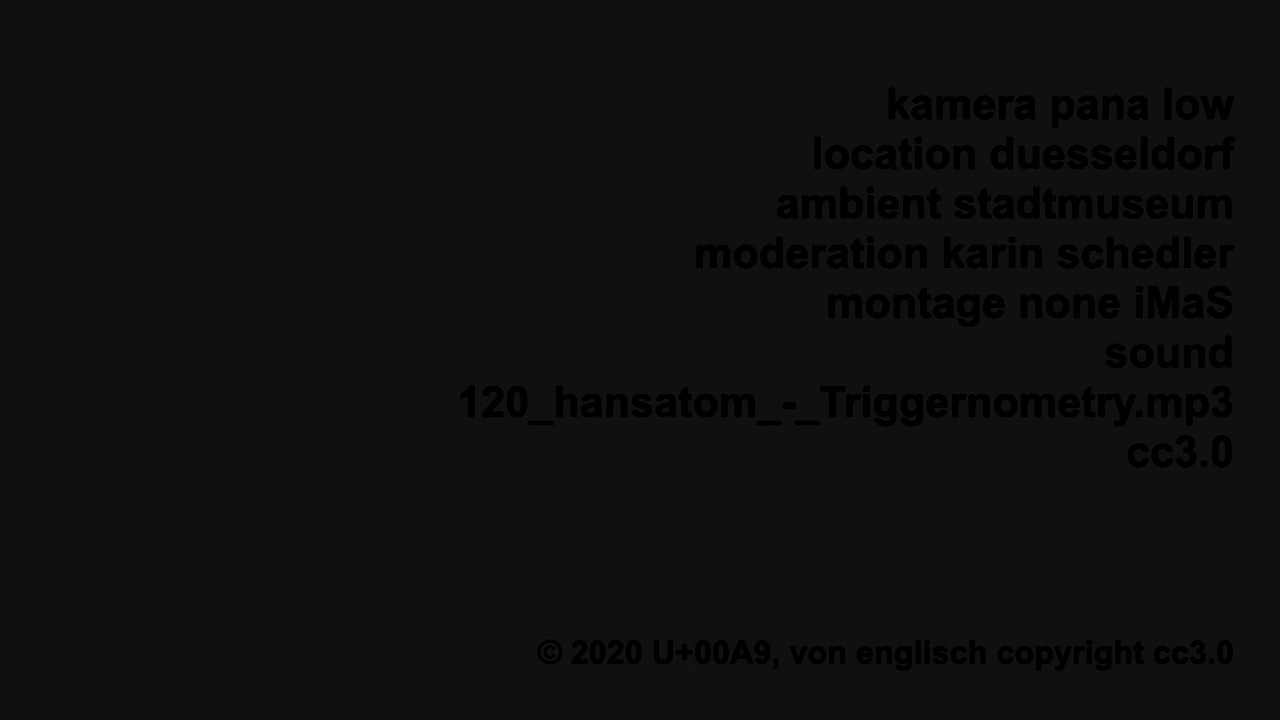 kamera pana low
location duesseldorf
ambient stadtmuseum
moderation karin schedler
montage none iMaS
sound
120_hansatom_-_Triggernometry.mp3
cc3.0
© 2020 U+00A9, von englisch copyright cc3.0